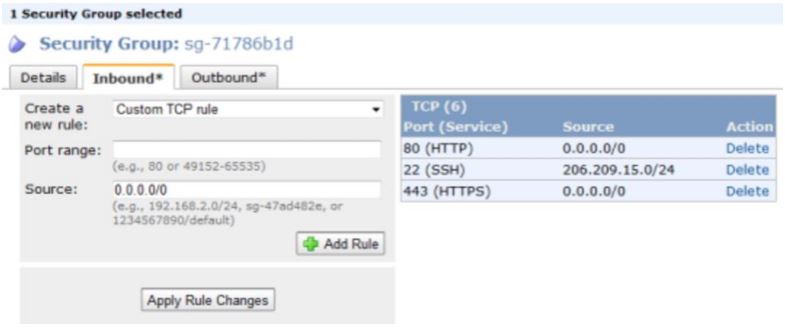 1 Security Group selected
Security Group: sg-71786b1d
Details Inbound* Outbound*
Create a new rule: Custom TCP rule
Port range:
(e.g., 80 or 49152-65535)
Source: 0.0.0.0/0
(e.g., 192.168.2.0/24, sg-47ad482e, or
1234567890/default)
Add Rule
Apply Rule Changes
TCP (6)
Port (Service) Source Action
80 (HTTP) 0.0.0.0/0 Delete
22 (SSH) 206.209.15.0/24 Delete
443 (HTTPS) 0.0.0.0/0 Delete